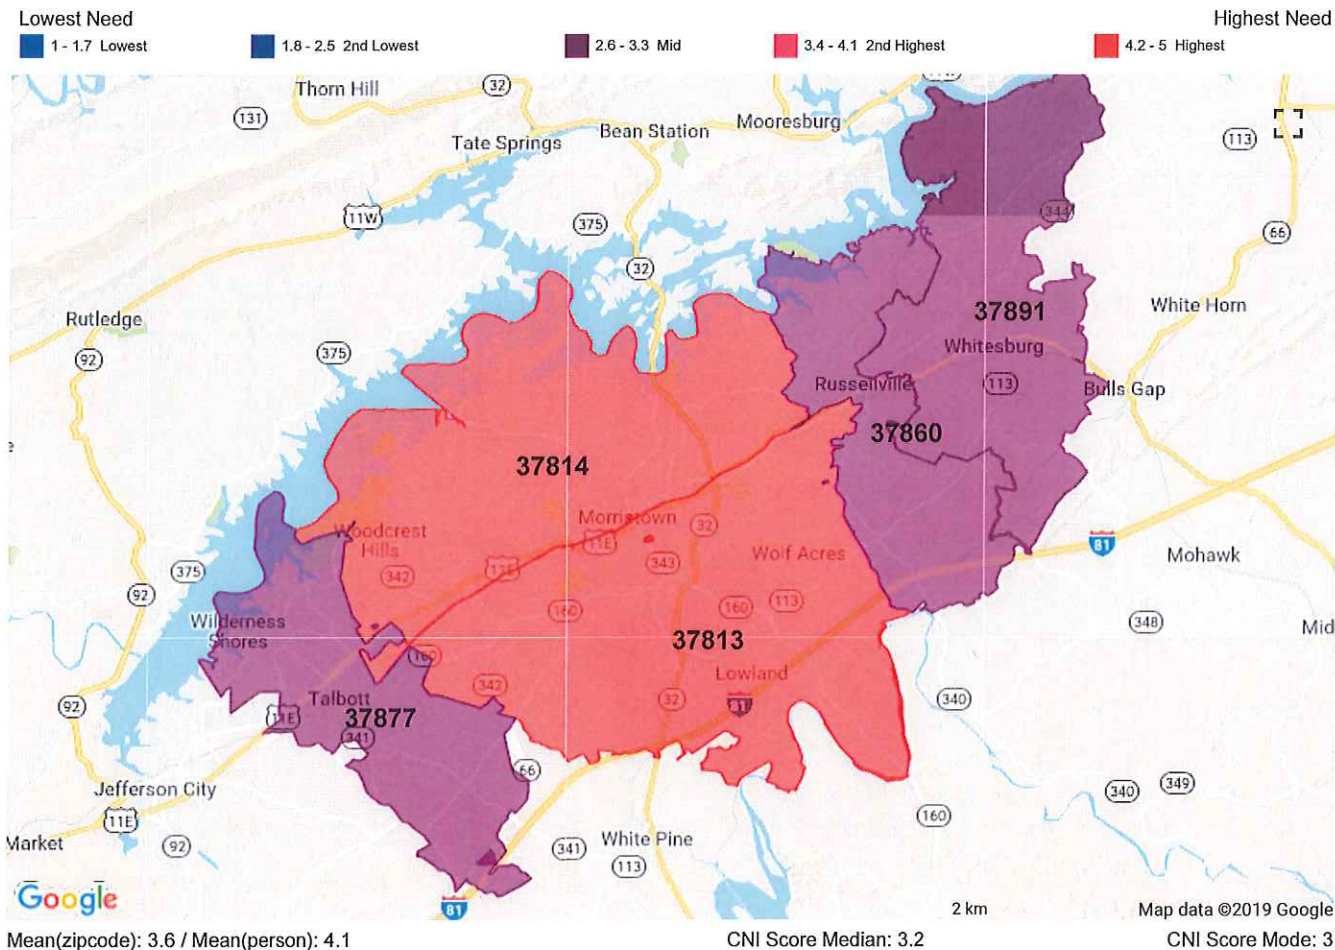 Lowest Need
Highest Need
1 - 1.7 Lowest
1.8 - 2.5 2nd Lowest
2.6 - 3.3 Mid
3.4 - 4.1 2nd Highest
4.2 - 5 Highest
Thorn Hill
32
131
Tate Springs
Bean Station
Mooresburg
113
11W
375
344
66
32
Rutledge
92
375
37891
White Horn
Whitesburg
Russellville
113
Bulls Gap
37860
37814
Morristown
32
Woodcrest
Hills
11E
Wolf Acres
81
Mohawk
375
342
11E
343
92
160
160
113
Wilderness
Shores
348
Mid
37813
160
Lowland
342
32
81
340
92
Talbott
11E
37877
341
66
Jefferson City
340
349
11E
160
Market
92
341
White Pine
113
Google
81
2 km
Map data ©2019 Google
Mean(zipcode): 3.6 / Mean(person): 4.1
CNI Score Median: 3.2
CNI Score Mode: 3